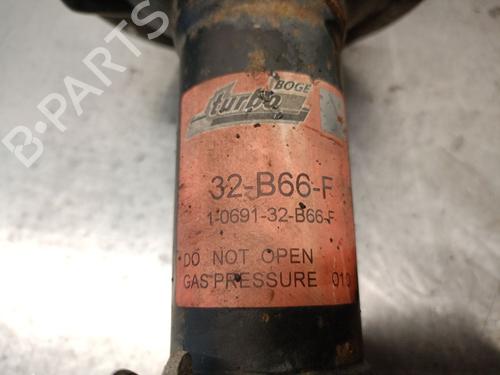 B-PARTS
turbo BOGE
32-B66-F
1-0691-32-B66-F
DO NOT OPEN
GAS PRESSURE